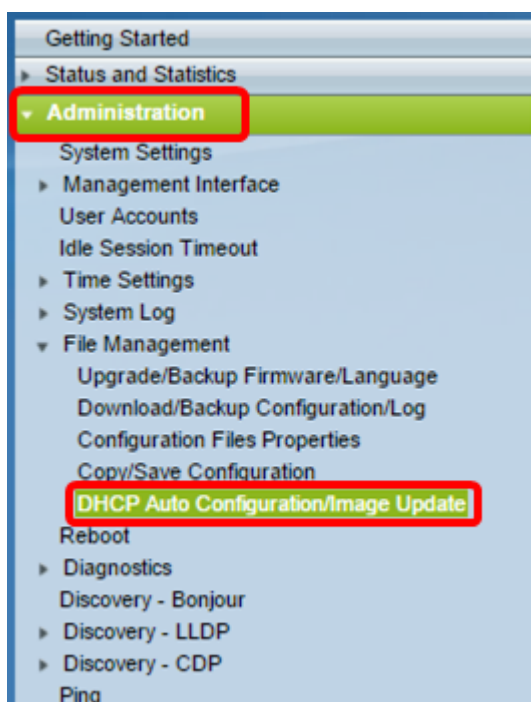 Getting Started
Status and Statistics
Administration
System Settings
Management Interface
User Accounts
Idle Session Timeout
Time Settings
System Log
File Management
Upgrade/Backup Firmware/Language
Download/Backup Configuration/Log
Configuration Files Properties
Copy/Save Configuration
DHCP Auto Configuration/Image Update
Reboot
Diagnostics
Discovery - Bonjour
Discovery - LLDP
Discovery - CDP
Ping